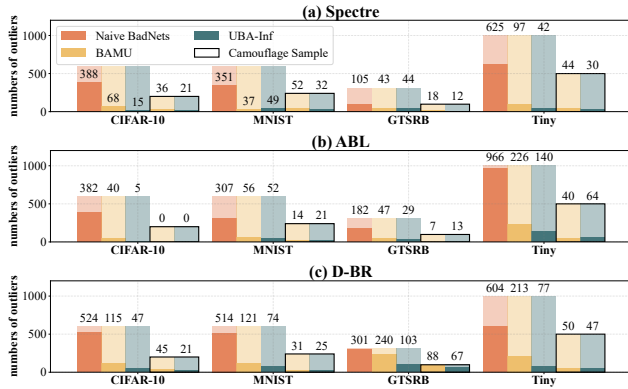 (a) Spectre
numbers of outliers
1000
500
0
Naive BadNets
BAMU
UBA-Inf
Camouflage Sample
388 68 15 36 21
351 37 49 52 32
105 43 44 18 12
625 97 42 44 30
CIFAR-10 MNIST GTSRB Tiny
(b) ABL
numbers of outliers
1000
500
0
382 40 5 0 0
307 56 52 14 21
182 47 29 7 13
966 226 140 40 64
CIFAR-10 MNIST GTSRB Tiny
(c) D-BR
numbers of outliers
1000
500
0
524 115 47 45 21
514 121 74 31 25
301 240 103 88 67
604 213 77 50 47
CIFAR-10 MNIST GTSRB Tiny